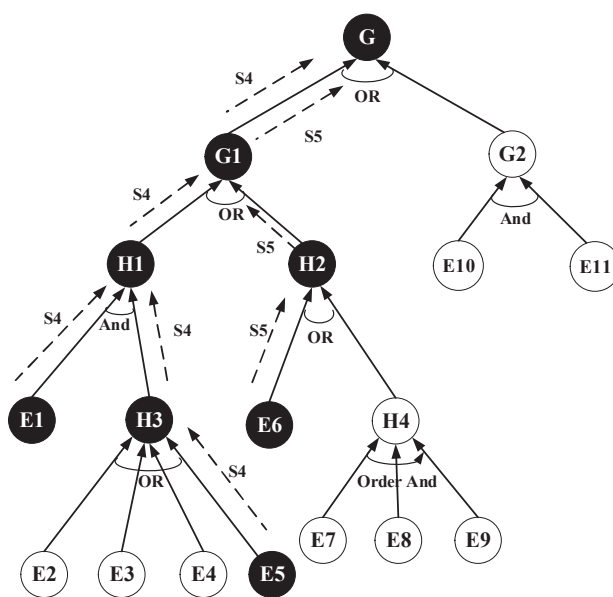 G
S4
OR
S5
G1
G2
S4
OR
And
S5
H1
H2
E10
E11
S4
And
S4
S5
OR
E1
H3
E6
H4
S4
OR
Order And
E7
E8
E9
E2
E3
E4
E5